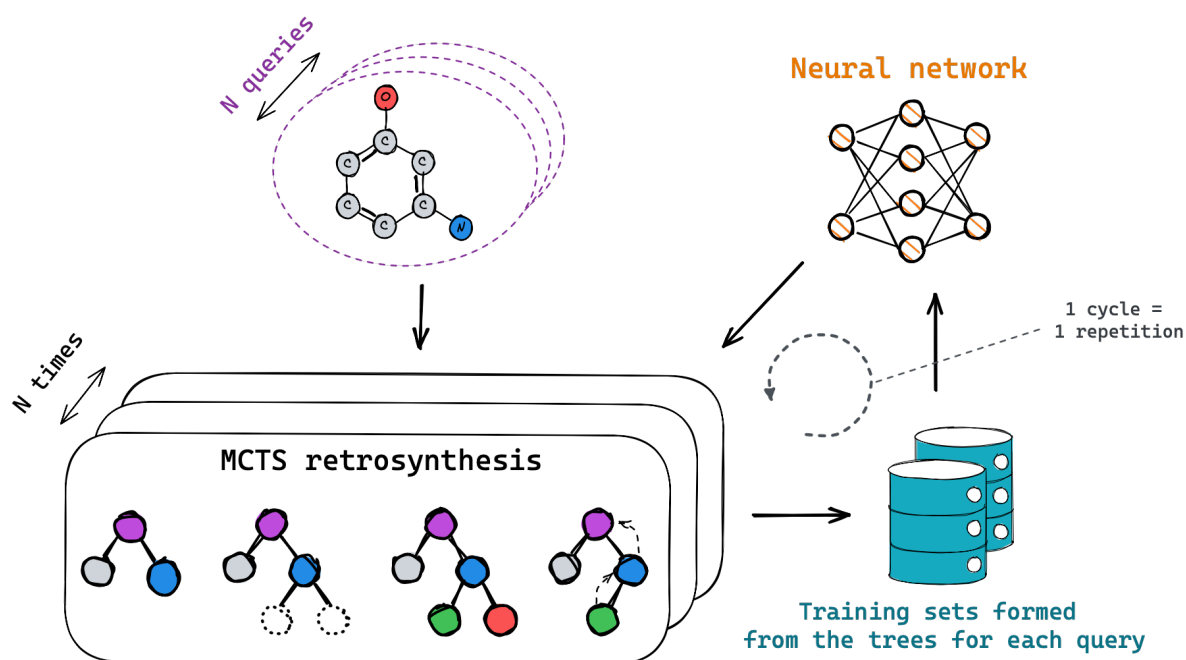 N queries
O
C
C
C
C
C
C
N
Neural network
1 cycle =
1 repetition
N times
MCTS retrosynthesis
Training sets formed
from the trees for each query